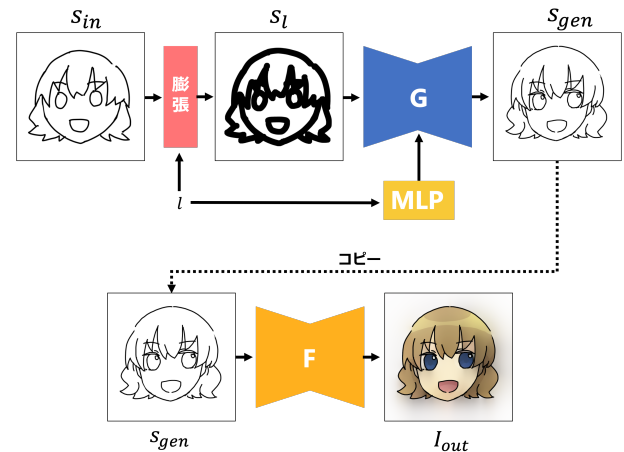 s_in
s_l
s_gen
膨張
G
l
MLP
コピー
F
s_gen
I_out